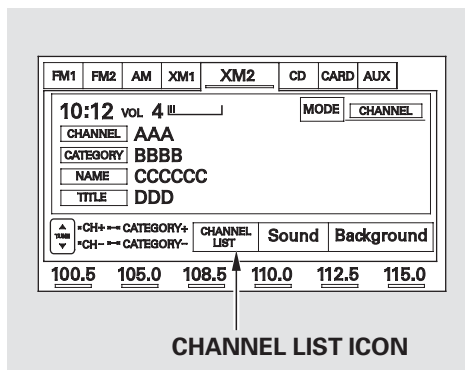 FM1 FM2 AM XM1 XM2 CD CARD AUX
10:12 VOL 4 MODE CHANNEL
CHANNEL AAA
CATEGORY BBBB
NAME CCCCCC
TITLE DDD
TUNE CH+ CATEGORY+ CHANNEL LIST Sound Background
CH– CATEGORY–
100.5 105.0 108.5 110.0 112.5 115.0
CHANNEL LIST ICON